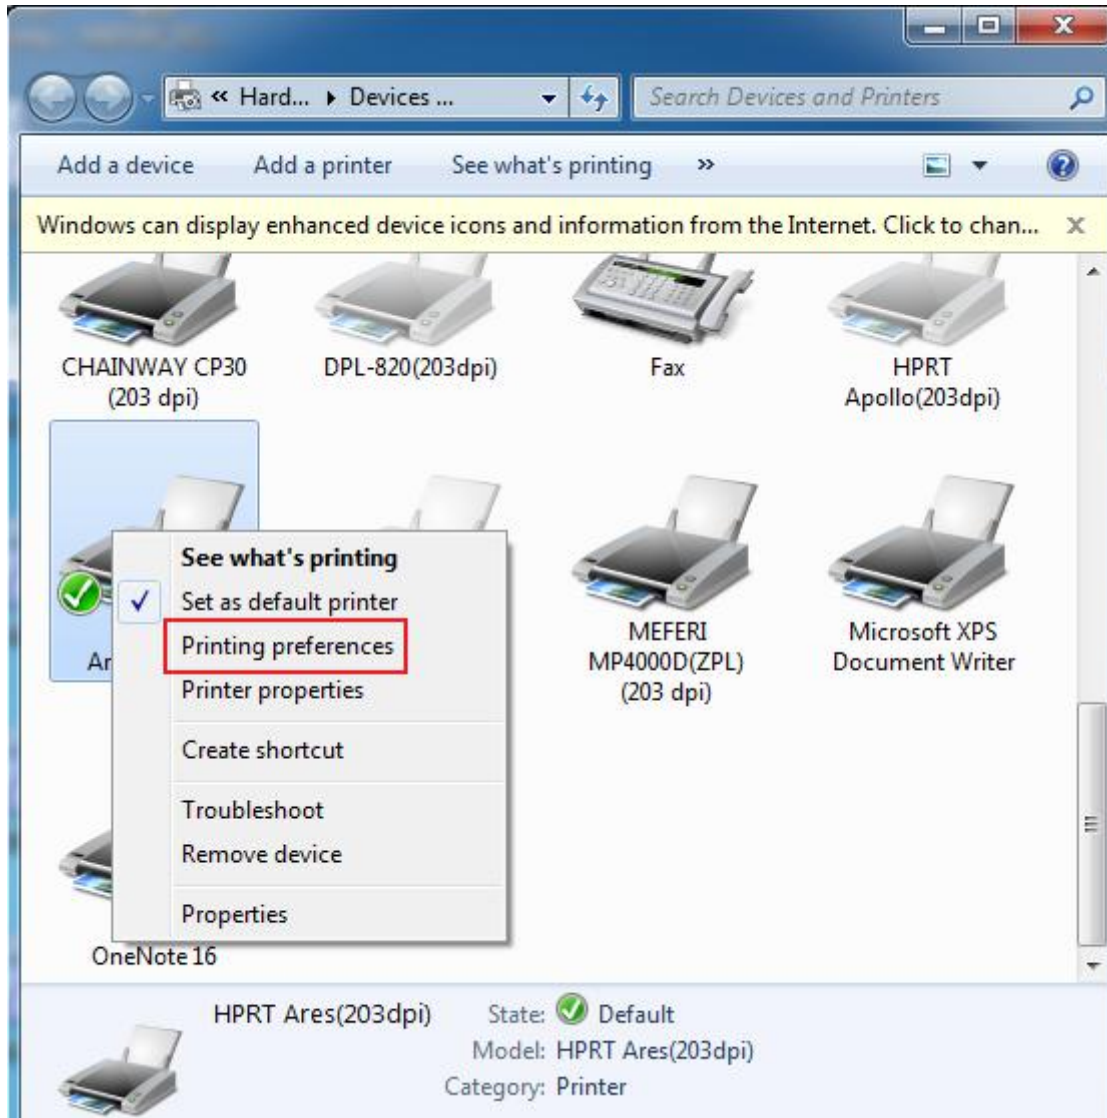 « Hard... ▸ Devices ...
Search Devices and Printers
Add a device
Add a printer
See what's printing
»
Windows can display enhanced device icons and information from the Internet. Click to chan...
CHAINWAY CP30
(203 dpi)
DPL-820(203dpi)
Fax
HPRT
Apollo(203dpi)
See what's printing
Set as default printer
Printing preferences
Printer properties
Create shortcut
Troubleshoot
Remove device
Properties
MEFERI
MP4000D(ZPL)
(203 dpi)
Microsoft XPS
Document Writer
OneNote 16
HPRT Ares(203dpi)
State: Default
Model: HPRT Ares(203dpi)
Category: Printer